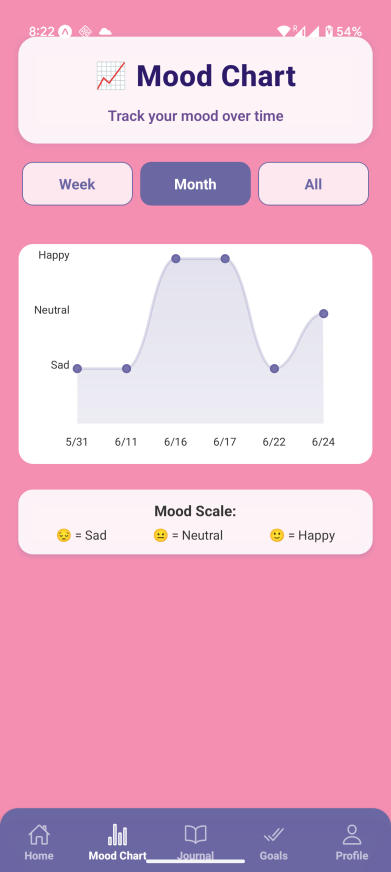 8:22 54%
📈 Mood Chart
Track your mood over time
Week Month All
Happy
Neutral
Sad
5/31 6/11 6/16 6/17 6/22 6/24
Mood Scale:
😔 = Sad 😐 = Neutral 🙂 = Happy
Home Mood Chart Journal Goals Profile